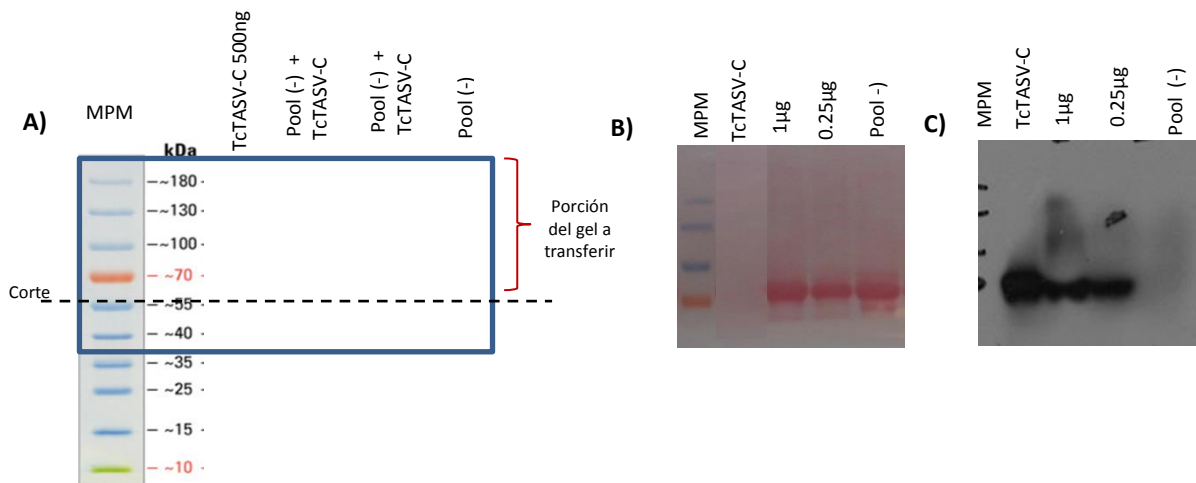 A)
MPM
TcTASV-C 500ng
Pool (-) +
TcTASV-C
Pool (-) +
TcTASV-C
Pool (-)
kDa
~180
~130
~100
~70
~55
~40
~35
~25
~15
~10
Corte
Porción
del gel a
transferir
B)
MPM
TcTASV-C
1µg
0.25µg
Pool -)
C)
MPM
TcTASV-C
1µg
0.25µg
Pool (-)